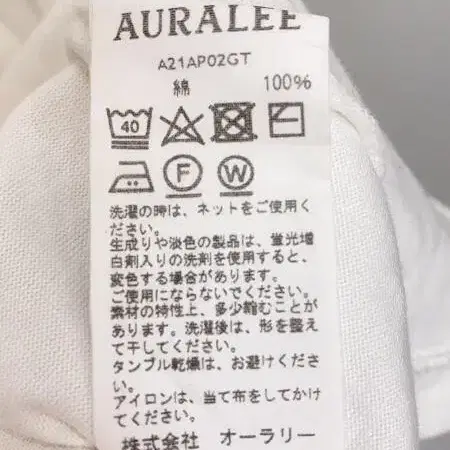 AURALEE
A21AP02GT
綿 100%
40
F W
洗濯の時は、ネットをご使用く
ださい。
生成りや淡色の製品は、蛍光増
白剤入りの洗剤を使用すると、
変色する場合があります。
ご使用にならないでください。
素材の特性上、多少縮むことが
あります。洗濯後は、形を整え
て干してください。
タンブル乾燥は、お避けくださ
い。
アイロンは、当て布をしてかけ
てください。
株式会社 オーラリー